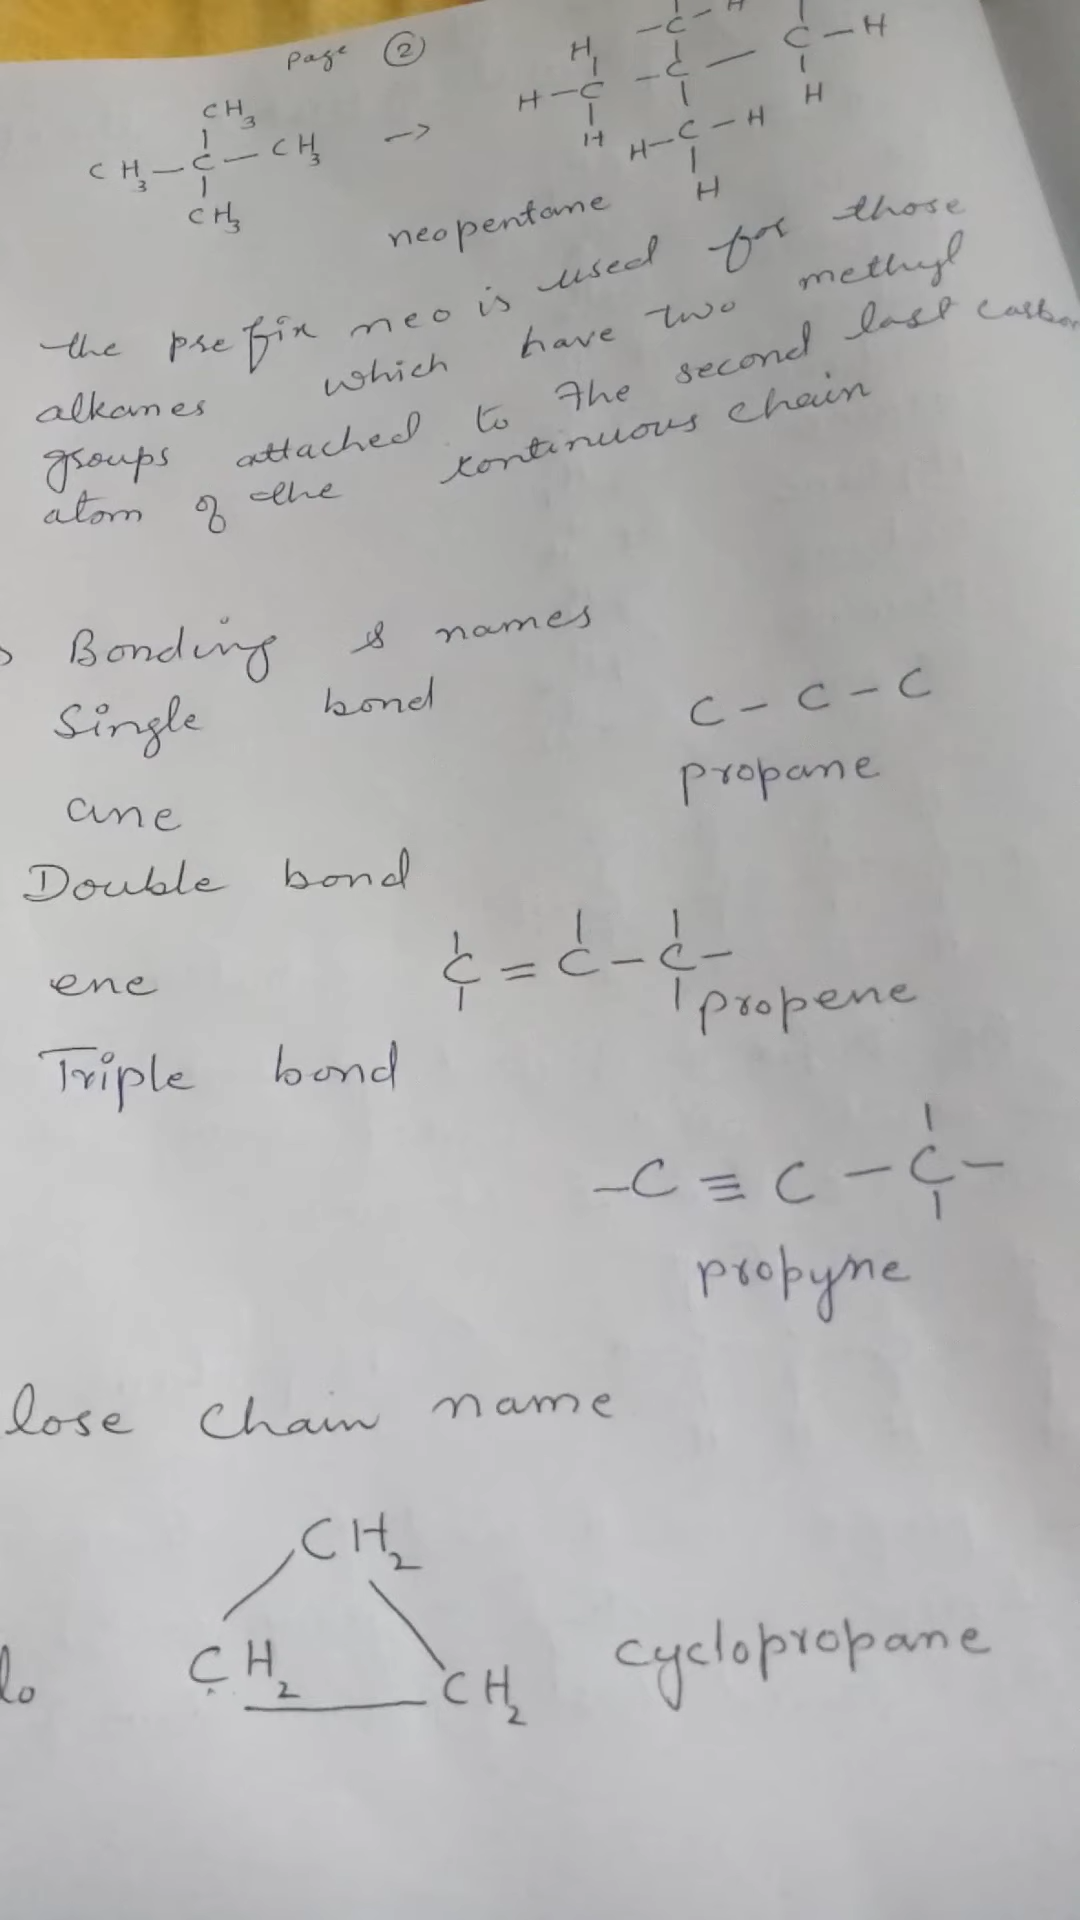 page ②
CH₃
CH₃ — C — CH₃ →
CH₃
— C — H
H C — H
H — C — C — H
H H — C — H
H
neopentane
the prefix neo is used for those
alkanes which have two methyl
groups attached to the second last carbon
atom of the continuous chain
Bonding & names
Single bond C - C - C
propane
ane
Double bond
ene C = C - C -
propene
Triple bond
-C ≡ C - C -
propyne
lose chain name
CH₂
CH₂ CH₂ cyclopropane
lo